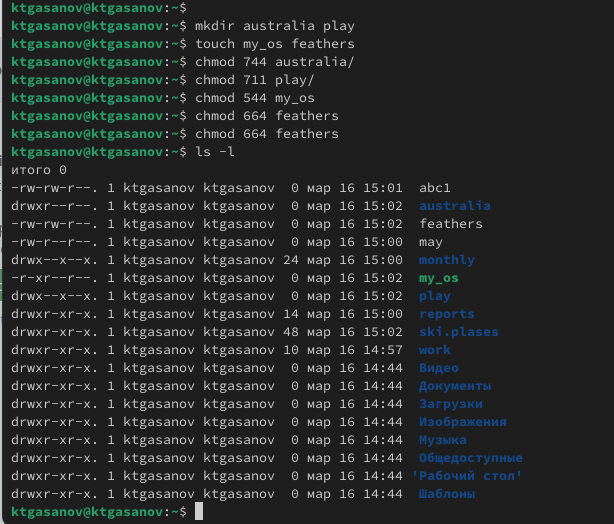 ktgasanov@ktgasanov:~$
ktgasanov@ktgasanov:~$ mkdir australia play
ktgasanov@ktgasanov:~$ touch my_os feathers
ktgasanov@ktgasanov:~$ chmod 744 australia/
ktgasanov@ktgasanov:~$ chmod 711 play/
ktgasanov@ktgasanov:~$ chmod 544 my_os
ktgasanov@ktgasanov:~$ chmod 664 feathers
ktgasanov@ktgasanov:~$ chmod 664 feathers
ktgasanov@ktgasanov:~$ ls -l
итого 0
-rw-rw-r--. 1 ktgasanov ktgasanov  0 мар 16 15:01  abc1
drwxr--r--. 1 ktgasanov ktgasanov  0 мар 16 15:02  australia
-rw-rw-r--. 1 ktgasanov ktgasanov  0 мар 16 15:02  feathers
-rw-r--r--. 1 ktgasanov ktgasanov  0 мар 16 15:00  may
drwx--x--x. 1 ktgasanov ktgasanov 24 мар 16 15:00  monthly
-r-xr--r--. 1 ktgasanov ktgasanov  0 мар 16 15:02  my_os
drwx--x--x. 1 ktgasanov ktgasanov  0 мар 16 15:02  play
drwxr-xr-x. 1 ktgasanov ktgasanov 14 мар 16 15:00  reports
drwxr-xr-x. 1 ktgasanov ktgasanov 48 мар 16 15:02  ski.plases
drwxr-xr-x. 1 ktgasanov ktgasanov 10 мар 16 14:57  work
drwxr-xr-x. 1 ktgasanov ktgasanov  0 мар 16 14:44  Видео
drwxr-xr-x. 1 ktgasanov ktgasanov  0 мар 16 14:44  Документы
drwxr-xr-x. 1 ktgasanov ktgasanov  0 мар 16 14:44  Загрузки
drwxr-xr-x. 1 ktgasanov ktgasanov  0 мар 16 14:44  Изображения
drwxr-xr-x. 1 ktgasanov ktgasanov  0 мар 16 14:44  Музыка
drwxr-xr-x. 1 ktgasanov ktgasanov  0 мар 16 14:44  Общедоступные
drwxr-xr-x. 1 ktgasanov ktgasanov  0 мар 16 14:44 'Рабочий стол'
drwxr-xr-x. 1 ktgasanov ktgasanov  0 мар 16 14:44  Шаблоны
ktgasanov@ktgasanov:~$